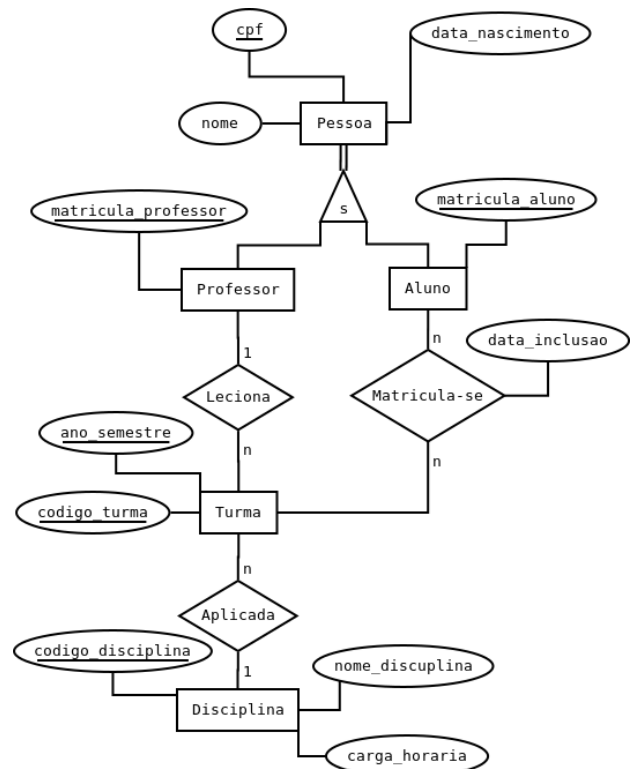 cpf
data_nascimento
nome
Pessoa
s
matricula_professor
matricula_aluno
Professor
Aluno
1
n
data_inclusao
Leciona
Matricula-se
ano_semestre
n
n
codigo_turma
Turma
n
Aplicada
codigo_disciplina
1
nome_discuplina
Disciplina
carga_horaria